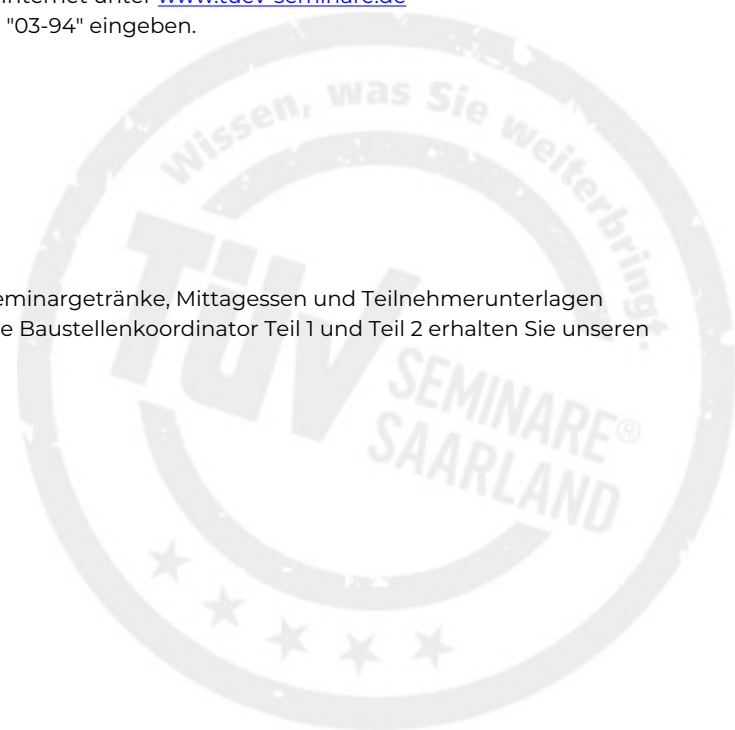 Internet unter www.tuev-seminare.de
"03-94" eingeben.
Wissen, was Sie weiterbringt.
eminargetränke, Mittagessen und Teilnehmerunterlagen
e Baustellenkoordinator Teil 1 und Teil 2 erhalten Sie unseren
TÜV
SEMINARE®
SAARLAND